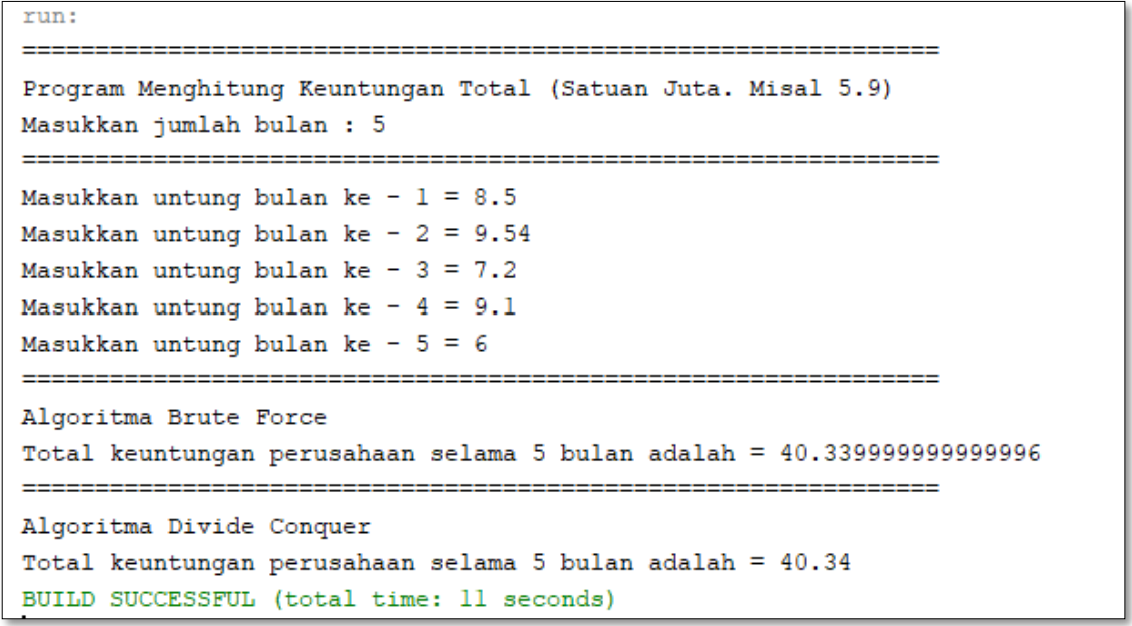 run:
===============================================================
Program Menghitung Keuntungan Total (Satuan Juta. Misal 5.9)
Masukkan jumlah bulan : 5
===============================================================
Masukkan untung bulan ke - 1 = 8.5
Masukkan untung bulan ke - 2 = 9.54
Masukkan untung bulan ke - 3 = 7.2
Masukkan untung bulan ke - 4 = 9.1
Masukkan untung bulan ke - 5 = 6
===============================================================
Algoritma Brute Force
Total keuntungan perusahaan selama 5 bulan adalah = 40.339999999999996
===============================================================
Algoritma Divide Conquer
Total keuntungan perusahaan selama 5 bulan adalah = 40.34
BUILD SUCCESSFUL (total time: 11 seconds)